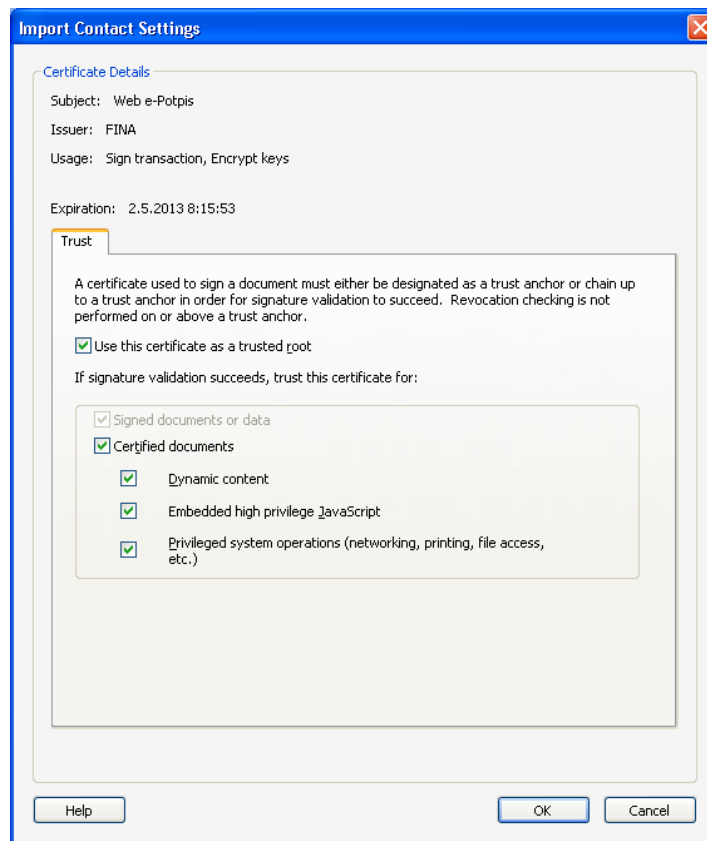 Import Contact Settings
Certificate Details
Subject: Web e-Potpis
Issuer: FINA
Usage: Sign transaction, Encrypt keys
Expiration: 2.5.2013 8:15:53
Trust
A certificate used to sign a document must either be designated as a trust anchor or chain up
to a trust anchor in order for signature validation to succeed. Revocation checking is not
performed on or above a trust anchor.
Use this certificate as a trusted root
If signature validation succeeds, trust this certificate for:
Signed documents or data
Certified documents
Dynamic content
Embedded high privilege JavaScript
Privileged system operations (networking, printing, file access,
etc.)
Help OK Cancel